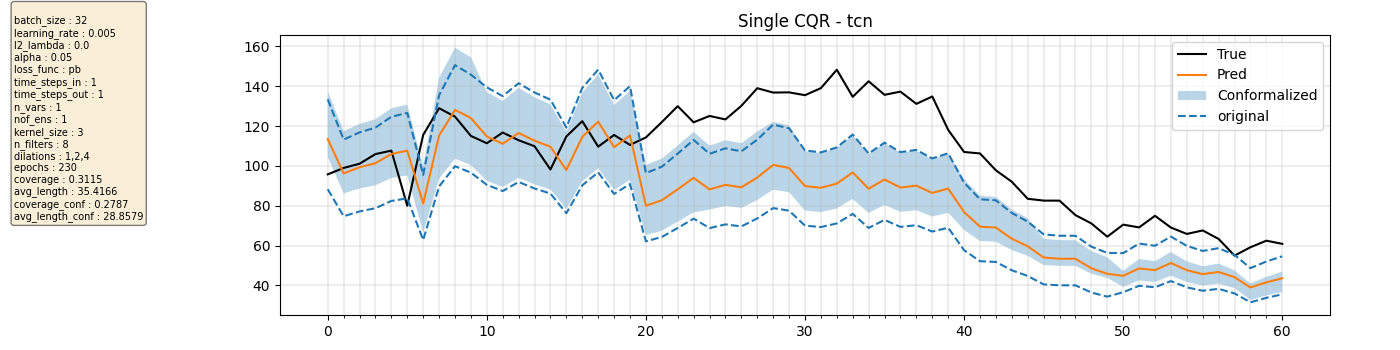 batch_size : 32
learning_rate : 0.005
l2_lambda : 0.0
alpha : 0.05
loss_func : pb
time_steps_in : 1
time_steps_out : 1
n_vars : 1
nof_ens : 1
kernel_size : 3
n_filters : 8
dilations : 1,2,4
epochs : 230
coverage : 0.3115
avg_length : 35.4166
coverage_conf : 0.2787
avg_length_conf : 28.8579
Single CQR - tcn
160
140
120
100
80
60
40
0 10 20 30 40 50 60
True
Pred
Conformalized
original